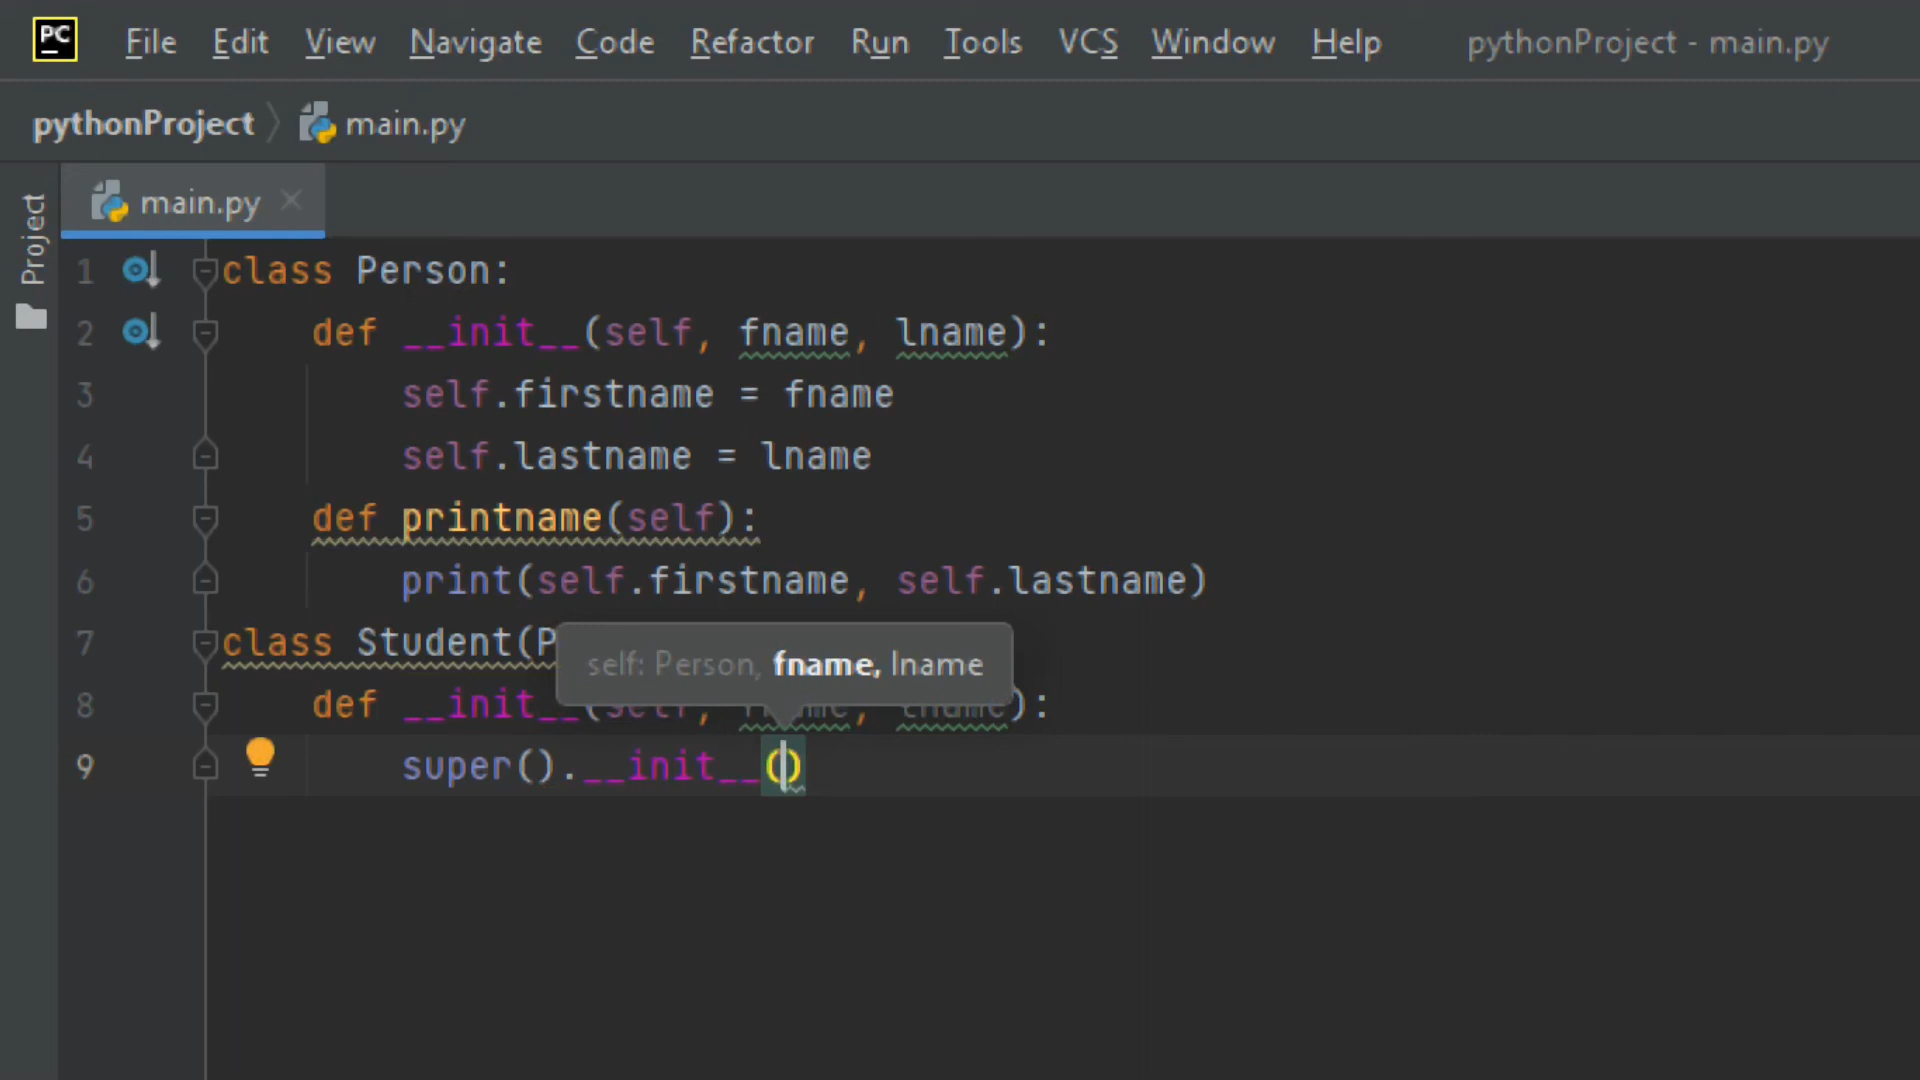 PC File Edit View Navigate Code Refactor Run Tools VCS Window Help pythonProject - main.py
pythonProject main.py
Project
main.py
1 class Person:
2 def __init__(self, fname, lname):
3 self.firstname = fname
4 self.lastname = lname
5 def printname(self):
6 print(self.firstname, self.lastname)
7 class Student(P
self: Person, fname, lname
8 def __init__(self, fname, lname):
9 super().__init__()